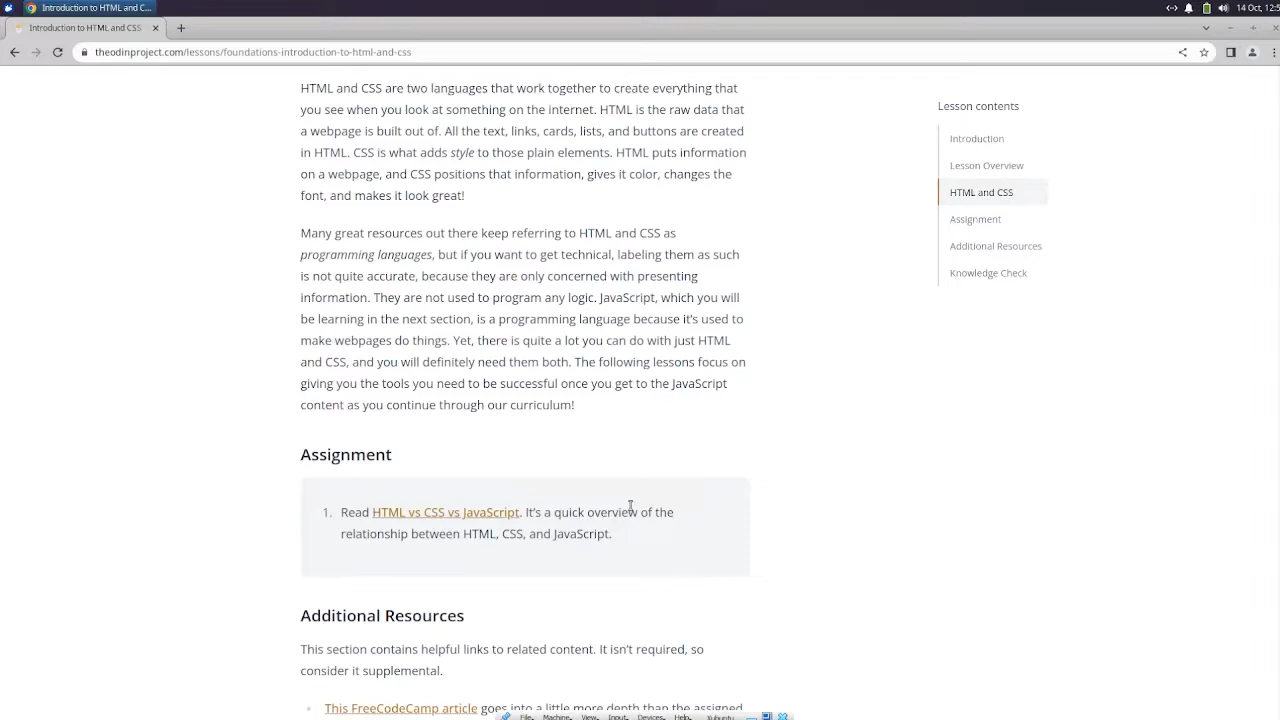 Introduction to HTML and C...
14 Oct, 12:5
Introduction to HTML and CSS
theodinproject.com/lessons/foundations-introduction-to-html-and-css
HTML and CSS are two languages that work together to create everything that
you see when you look at something on the internet. HTML is the raw data that
a webpage is built out of. All the text, links, cards, lists, and buttons are created
in HTML. CSS is what adds style to those plain elements. HTML puts information
on a webpage, and CSS positions that information, gives it color, changes the
font, and makes it look great!
Many great resources out there keep referring to HTML and CSS as
programming languages, but if you want to get technical, labeling them as such
is not quite accurate, because they are only concerned with presenting
information. They are not used to program any logic. JavaScript, which you will
be learning in the next section, is a programming language because it's used to
make webpages do things. Yet, there is quite a lot you can do with just HTML
and CSS, and you will definitely need them both. The following lessons focus on
giving you the tools you need to be successful once you get to the JavaScript
content as you continue through our curriculum!
Assignment
1. Read HTML vs CSS vs JavaScript. It's a quick overview of the
relationship between HTML, CSS, and JavaScript.
Additional Resources
This section contains helpful links to related content. It isn't required, so
consider it supplemental.
This FreeCodeCamp article goes into a little more depth than the assigned
Lesson contents
Introduction
Lesson Overview
HTML and CSS
Assignment
Additional Resources
Knowledge Check
File Machine View Input Devices Help Xubuntu